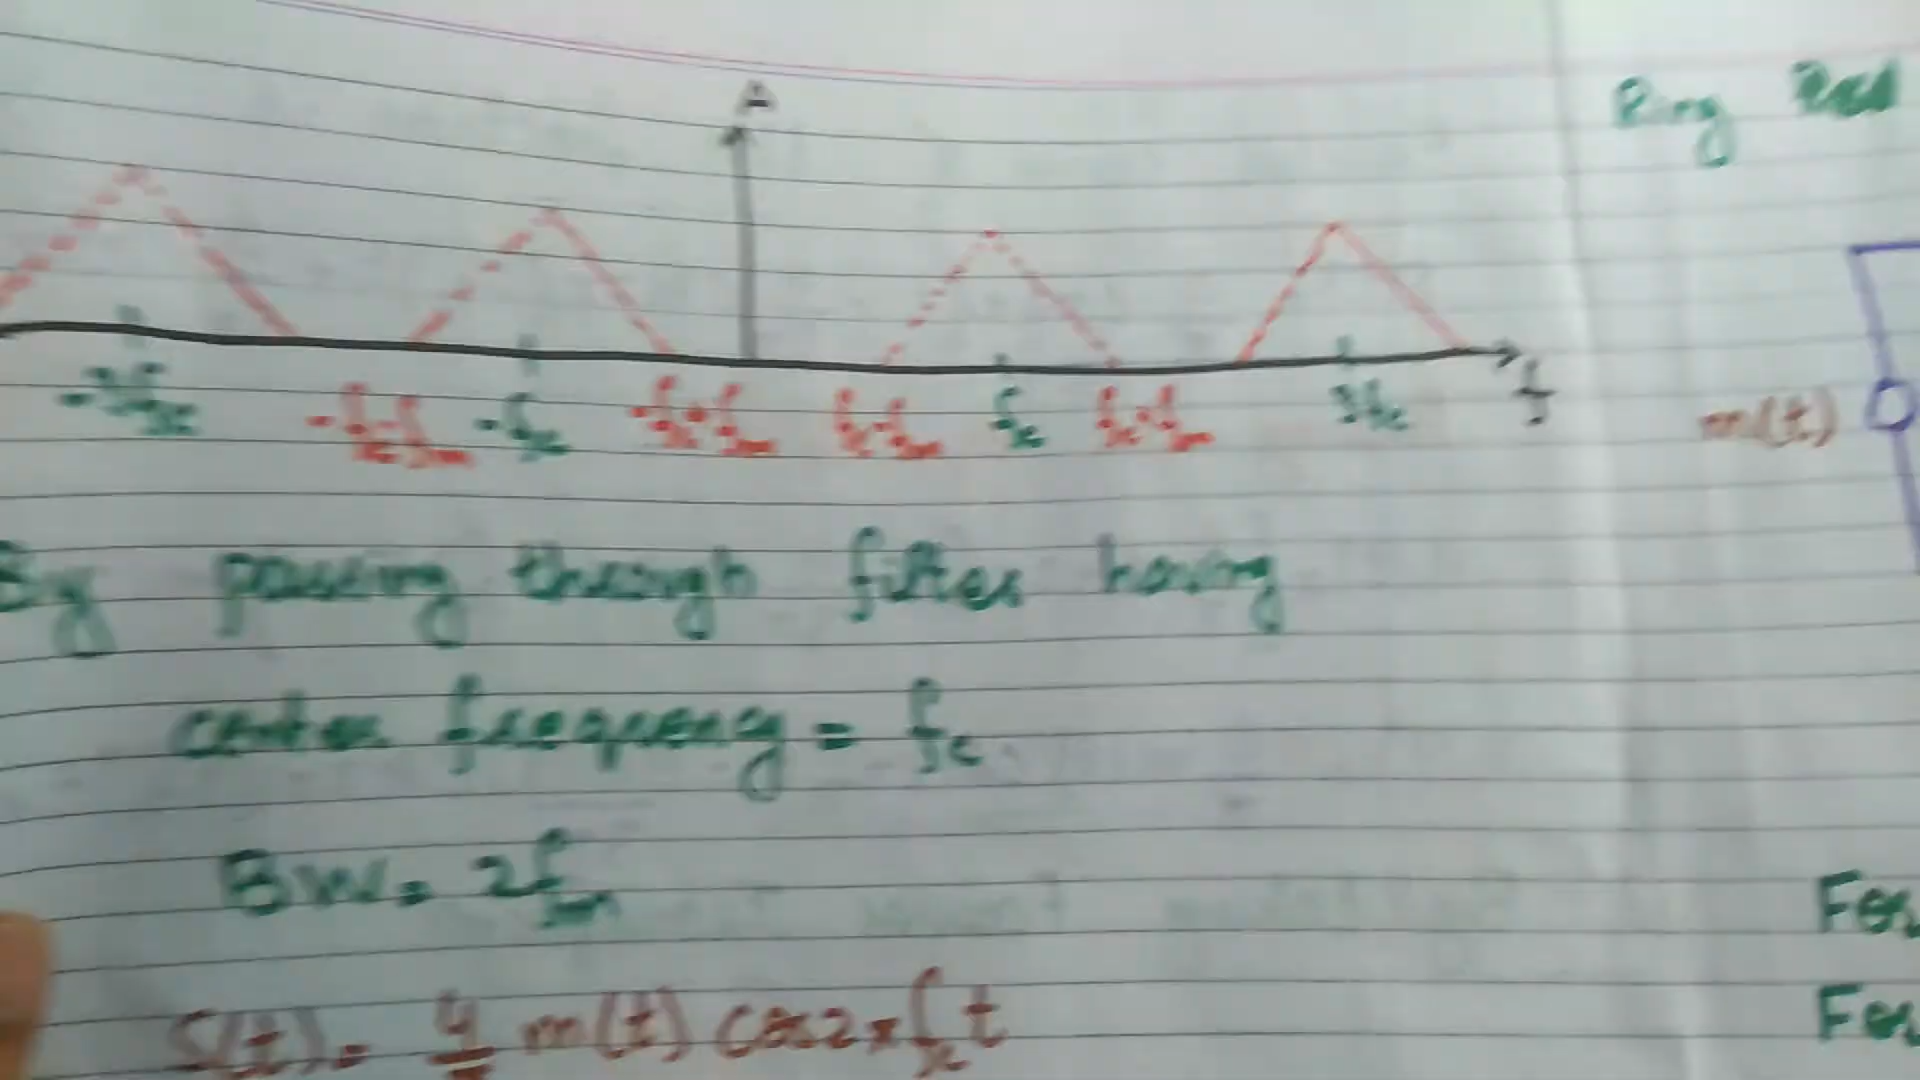 A
-3fc -fc-fm -fc -fc+fm fc-fm fc fc+fm 3fc f
By passing through filter having
center frequency = fc
BW = 2fm
S(t) = 4/π m(t) cos2πfct
Ring
m(t)
For
For